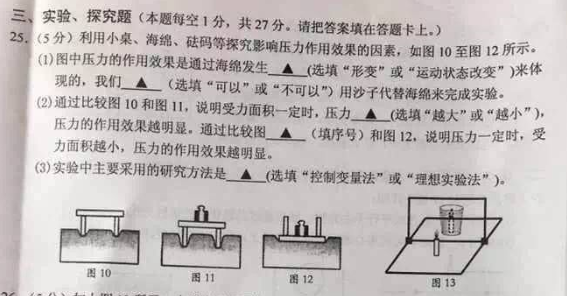 三、实验、探究题（本题每空1分，共27分。请把答案填在答题卡上。）
25.（5分）利用小桌、海绵、砝码等探究影响压力作用效果的因素，如图10至图12所示。
(1)图中压力的作用效果是通过海绵发生▲(选填“形变”或“运动状态改变”)来体
现的，我们▲（选填“可以”或“不可以”）用沙子代替海绵来完成实验。
(2)通过比较图10和图11，说明受力面积一定时，压力▲(选填“越大”或“越小”)，
压力的作用效果越明显。通过比较图▲（填序号）和图12，说明压力一定时，受
力面积越小，压力的作用效果越明显。
(3)实验中主要采用的研究方法是▲(选填“控制变量法”或“理想实验法”)。
图10
图11
图12
图13